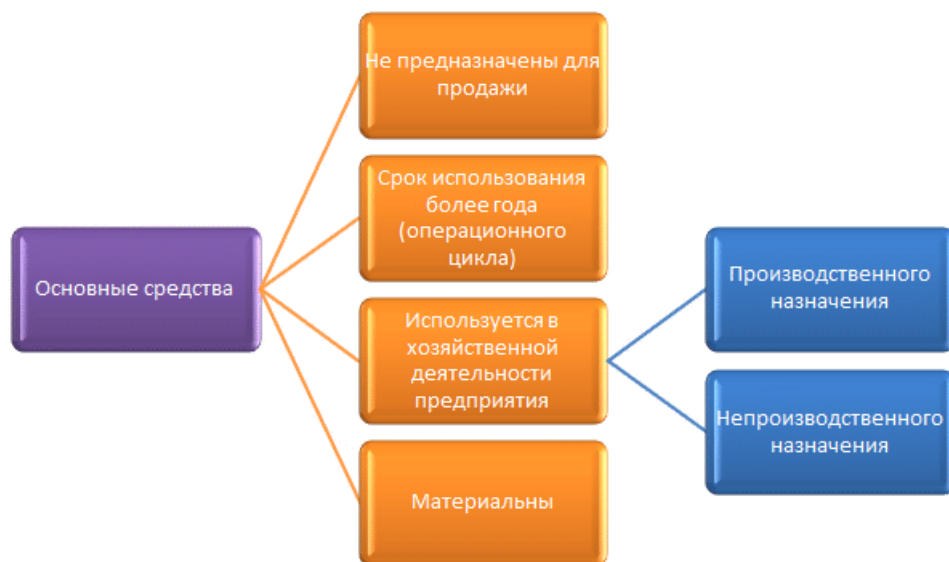 Не предназначены для
продажи
Срок использования
более года
(операционного
цикла)
Основные средства
Используется в
хозяйственной
деятельности
предприятия
Производственного
назначения
Непроизводственного
назначения
Материальны